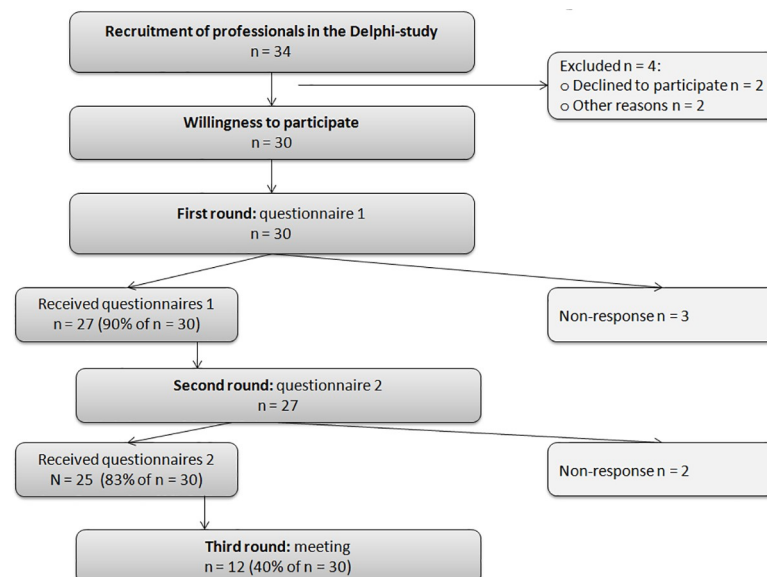 Recruitment of professionals in the Delphi-study
n = 34
Excluded n = 4:
o Declined to participate n = 2
o Other reasons n = 2
Willingness to participate
n = 30
First round: questionnaire 1
n = 30
Received questionnaires 1
n = 27 (90% of n = 30)
Non-response n = 3
Second round: questionnaire 2
n = 27
Received questionnaires 2
N = 25 (83% of n = 30)
Non-response n = 2
Third round: meeting
n = 12 (40% of n = 30)